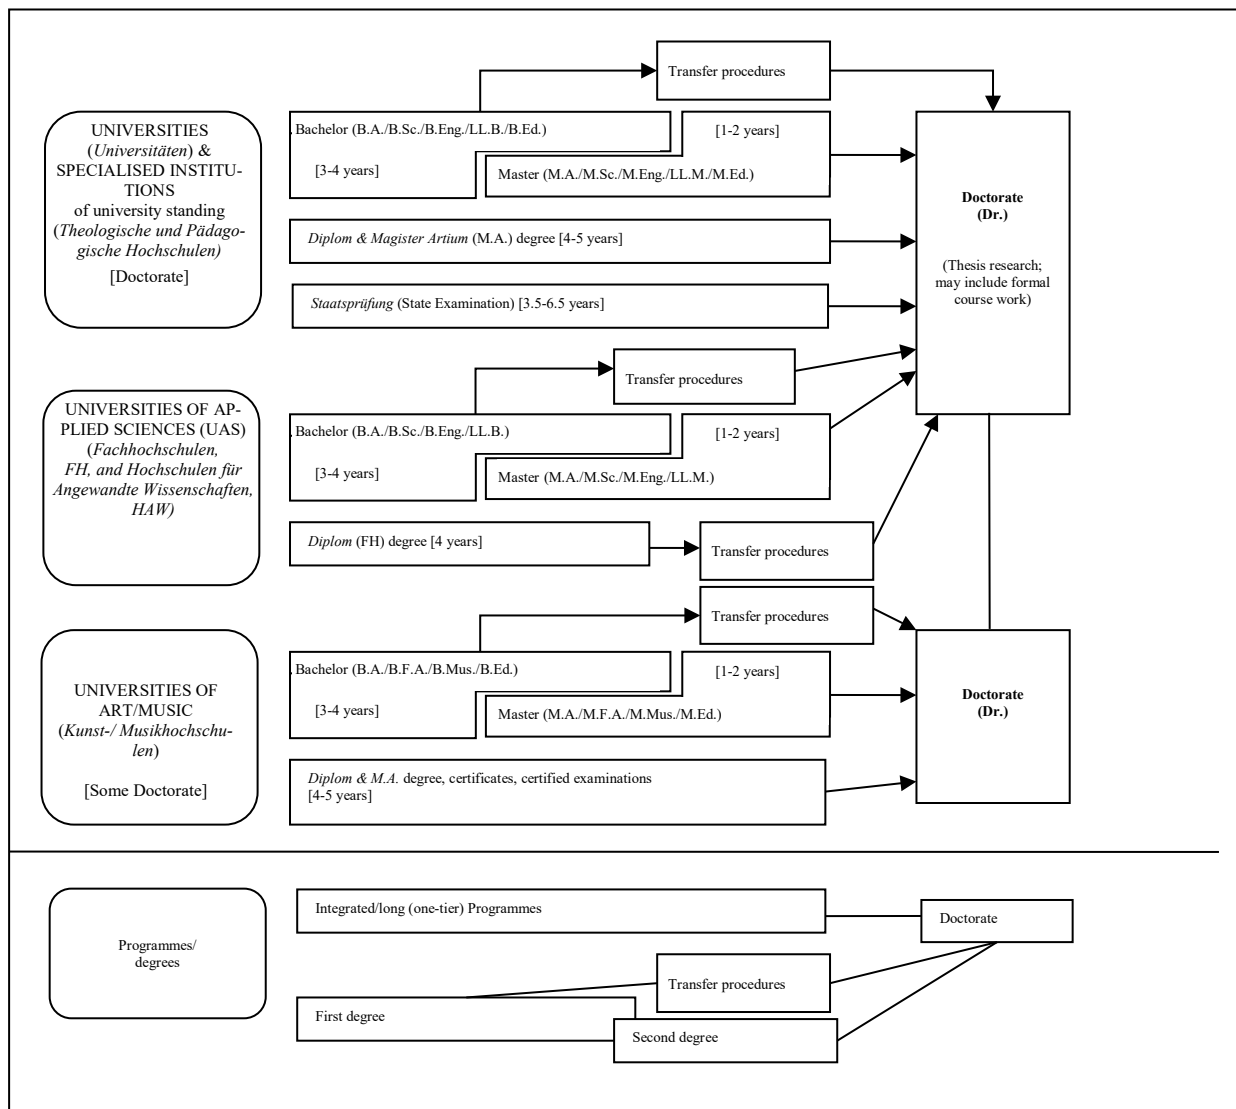 Transfer procedures
UNIVERSITIES
(Universitäten) &
SPECIALISED INSTITU-
TIONS
of university standing
(Theologische und Pädago-
gische Hochschulen)
[Doctorate]
Bachelor (B.A./B.Sc./B.Eng./LL.B./B.Ed.)
[1-2 years]
[3-4 years]
Master (M.A./M.Sc./M.Eng./LL.M./M.Ed.)
Diplom & Magister Artium (M.A.) degree [4-5 years]
Staatsprüfung (State Examination) [3.5-6.5 years]
Doctorate
(Dr.)
(Thesis research;
may include formal
course work)
Transfer procedures
UNIVERSITIES OF AP-
PLIED SCIENCES (UAS)
(Fachhochschulen,
FH, and Hochschulen für
Angewandte Wissenschaften,
HAW)
Bachelor (B.A./B.Sc./B.Eng./LL.B.)
[1-2 years]
[3-4 years]
Master (M.A./M.Sc./M.Eng./LL.M.)
Diplom (FH) degree [4 years]
Transfer procedures
Transfer procedures
UNIVERSITIES OF
ART/MUSIC
(Kunst-/ Musikhochschu-
len)
[Some Doctorate]
Bachelor (B.A./B.F.A./B.Mus./B.Ed.)
[1-2 years]
[3-4 years]
Master (M.A./M.F.A./M.Mus./M.Ed.)
Diplom & M.A. degree, certificates, certified examinations
[4-5 years]
Doctorate
(Dr.)
Programmes/
degrees
Integrated/long (one-tier) Programmes
Doctorate
Transfer procedures
First degree
Second degree